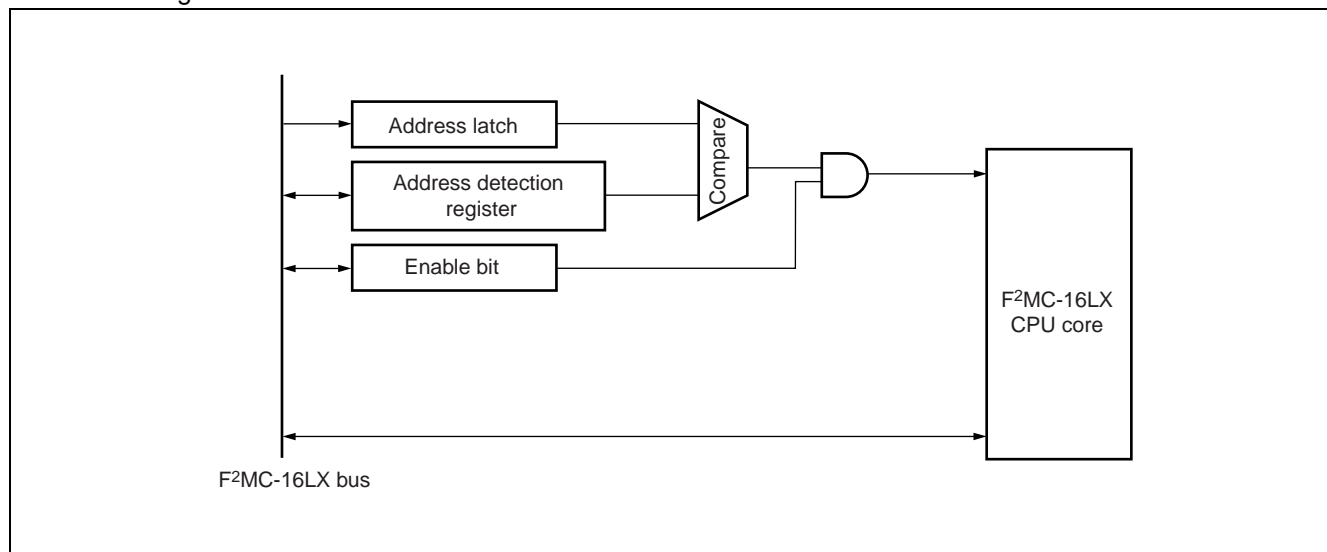 Address latch
Address detection
register
Enable bit
Compare
F²MC-16LX
CPU core
F²MC-16LX bus